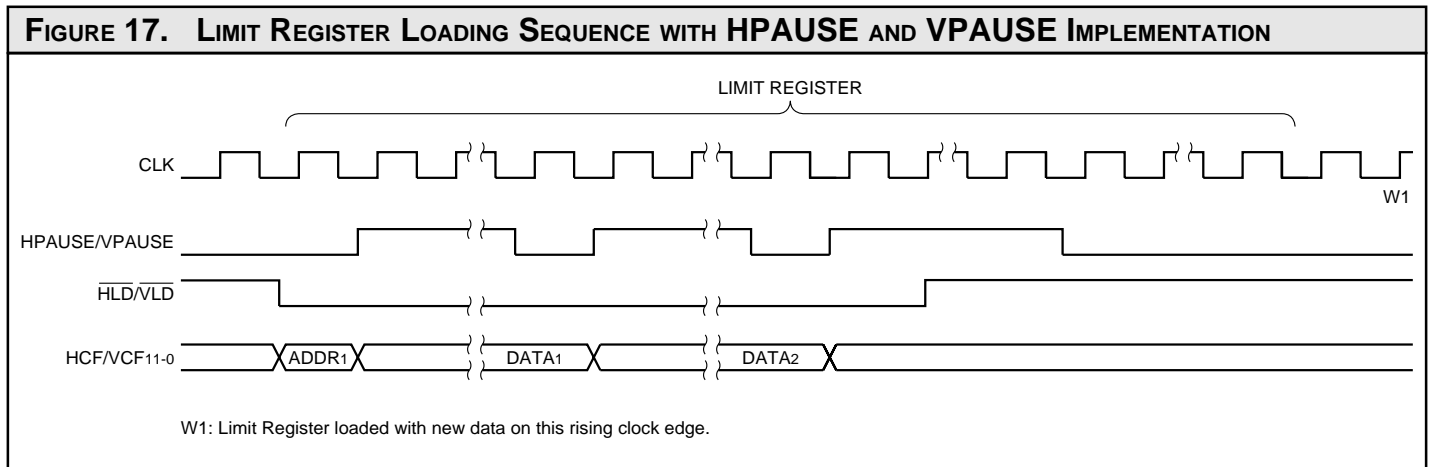 FIGURE 17. LIMIT REGISTER LOADING SEQUENCE WITH HPAUSE AND VPAUSE IMPLEMENTATION
LIMIT REGISTER
CLK
W1
HPAUSE/VPAUSE
HLD/VLD
HCF/VCF11-0
ADDR1
DATA1
DATA2
W1: Limit Register loaded with new data on this rising clock edge.